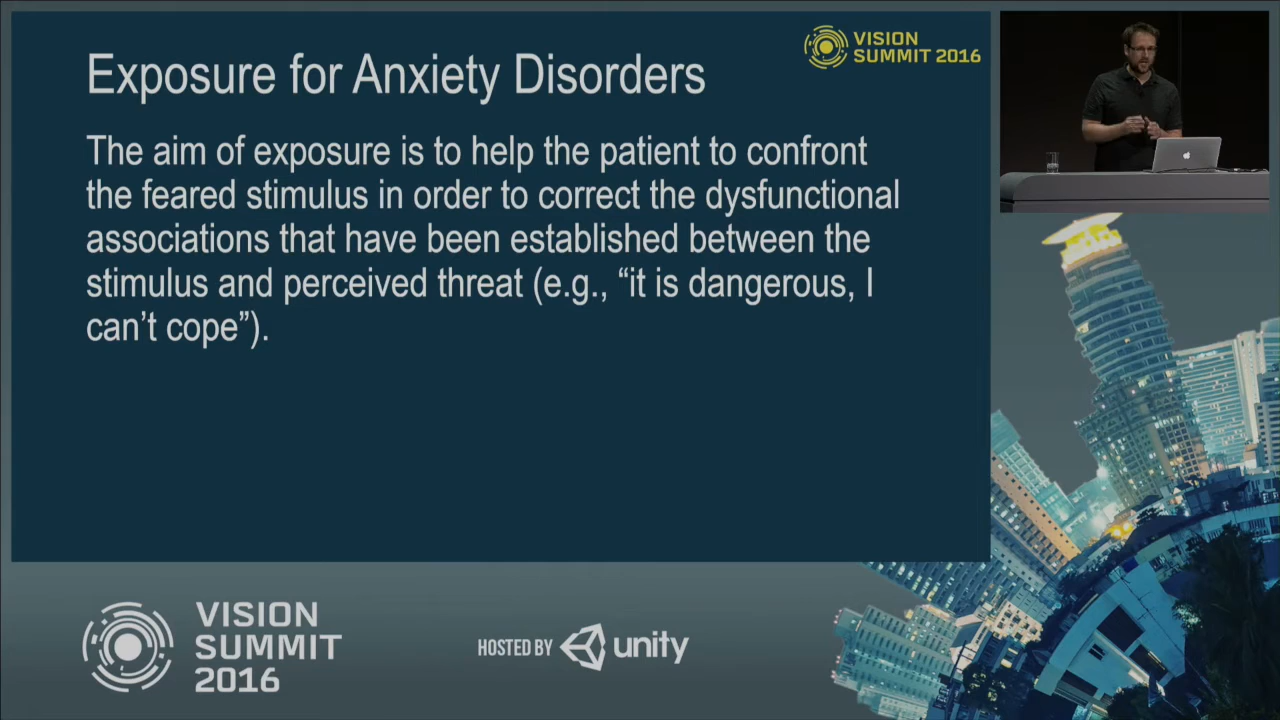 Exposure for Anxiety Disorders
VISION
SUMMIT 2016
The aim of exposure is to help the patient to confront
the feared stimulus in order to correct the dysfunctional
associations that have been established between the
stimulus and perceived threat (e.g., “it is dangerous, I
can’t cope”).
VISION
SUMMIT
2016
HOSTED BY unity